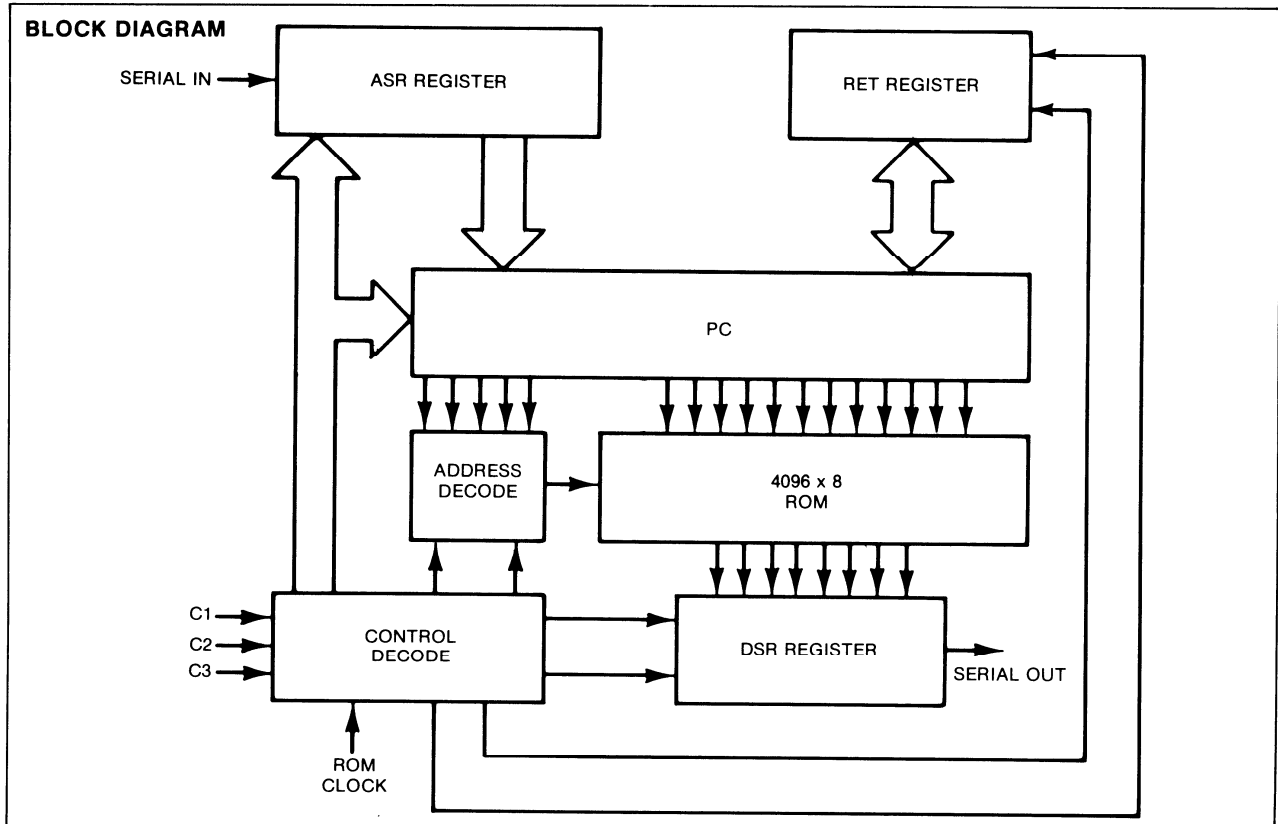 BLOCK DIAGRAM
SERIAL IN
ASR REGISTER
RET REGISTER
PC
ADDRESS
DECODE
4096 x 8
ROM
C1
C2
C3
CONTROL
DECODE
DSR REGISTER
SERIAL OUT
ROM
CLOCK